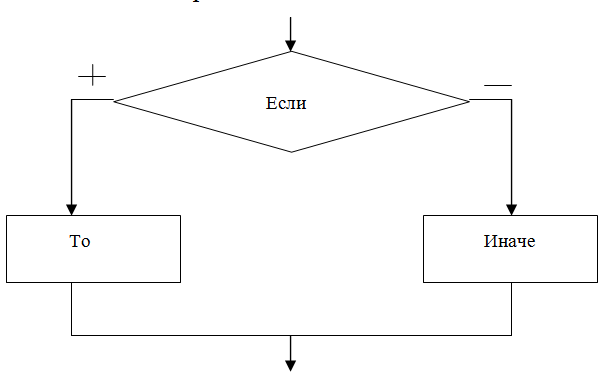 +
—
Если
То
Иначе